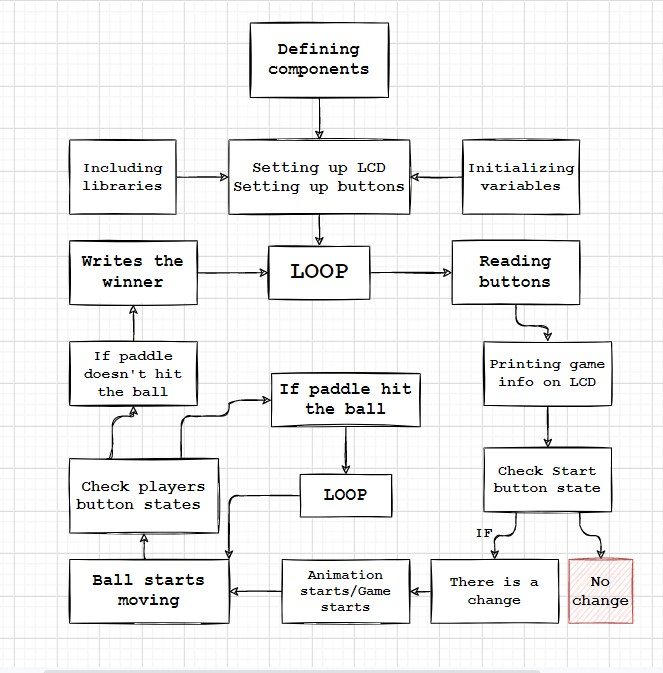 Defining
components
Including
libraries
Setting up LCD
Setting up buttons
Initializing
variables
Writes the
winner
LOOP
Reading
buttons
If paddle
doesn't hit
the ball
If paddle hit
the ball
Printing game
info on LCD
Check players
button states
LOOP
Check Start
button state
IF
Ball starts
moving
Animation
starts/Game
starts
There is a
change
No
change